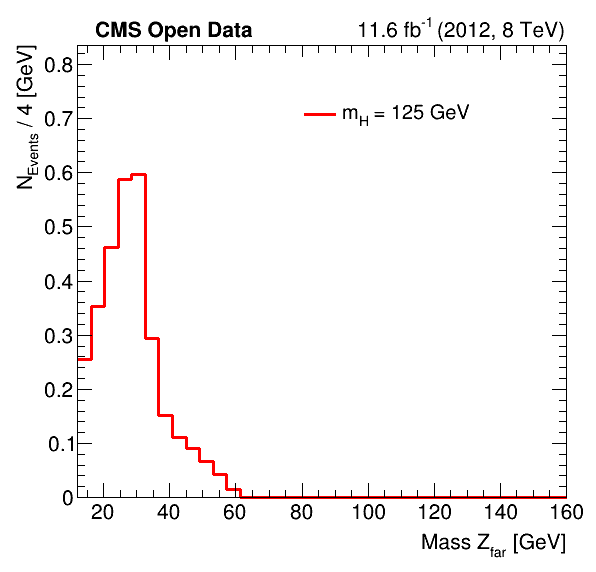 CMS Open Data 11.6 fb⁻¹ (2012, 8 TeV)
N_Events / 4 [GeV]
m_H = 125 GeV
0.8
0.7
0.6
0.5
0.4
0.3
0.2
0.1
0
20 40 60 80 100 120 140 160
Mass Z_far [GeV]